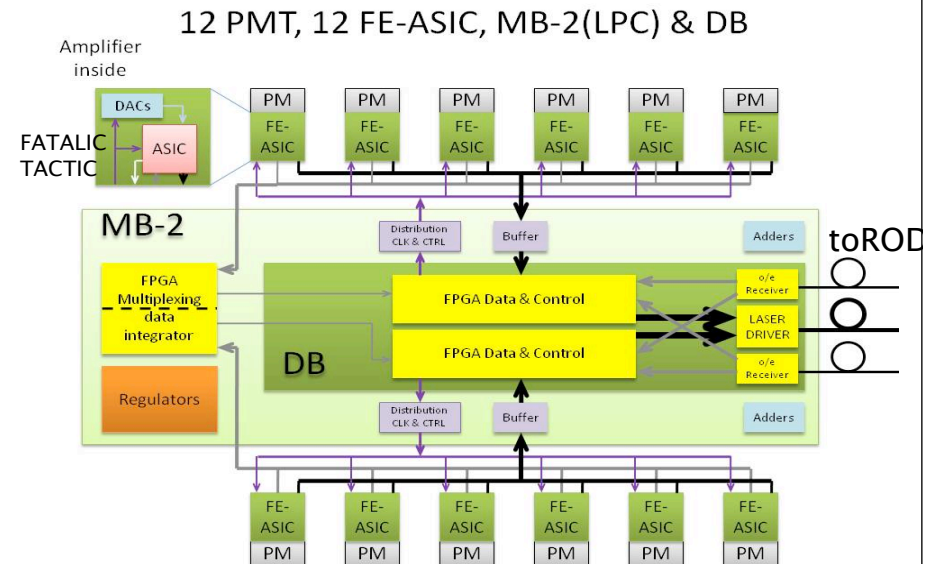 12 PMT, 12 FE-ASIC, MB-2(LPC) & DB
Amplifier
inside
DACs
ASIC
FATALIC
TACTIC
PM PM PM PM PM PM
FE- FE- FE- FE- FE- FE-
ASIC ASIC ASIC ASIC ASIC ASIC
MB-2
Distribution
CLK & CTRL
Buffer
Adders
toROD
FPGA
Multiplexing
data
integrator
FPGA Data & Control
o/e
Receiver
LASER
DRIVER
FPGA Data & Control
DB
o/e
Receiver
Regulators
Distribution
CLK & CTRL
Buffer
Adders
FE- FE- FE- FE- FE- FE-
ASIC ASIC ASIC ASIC ASIC ASIC
PM PM PM PM PM PM